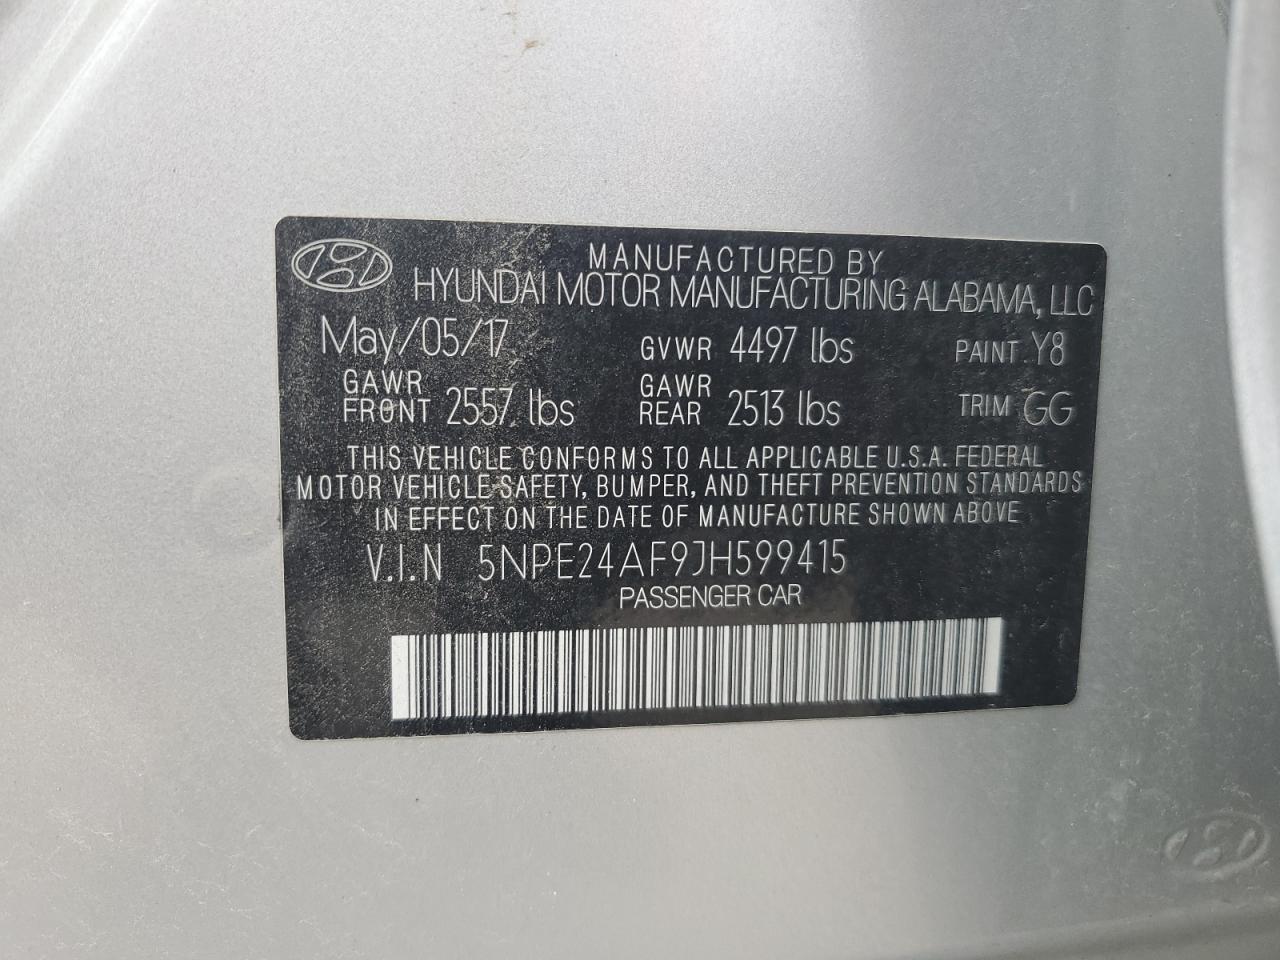 MANUFACTURED BY
HYUNDAI MOTOR MANUFACTURING ALABAMA, LLC
May/05/17 GVWR 4497 lbs PAINT Y8
GAWR FRONT 2557 lbs GAWR REAR 2513 lbs TRIM GG
THIS VEHICLE CONFORMS TO ALL APPLICABLE U.S.A. FEDERAL
MOTOR VEHICLE SAFETY, BUMPER, AND THEFT PREVENTION STANDARDS
IN EFFECT ON THE DATE OF MANUFACTURE SHOWN ABOVE
V.I.N 5NPE24AF9JH599415
PASSENGER CAR